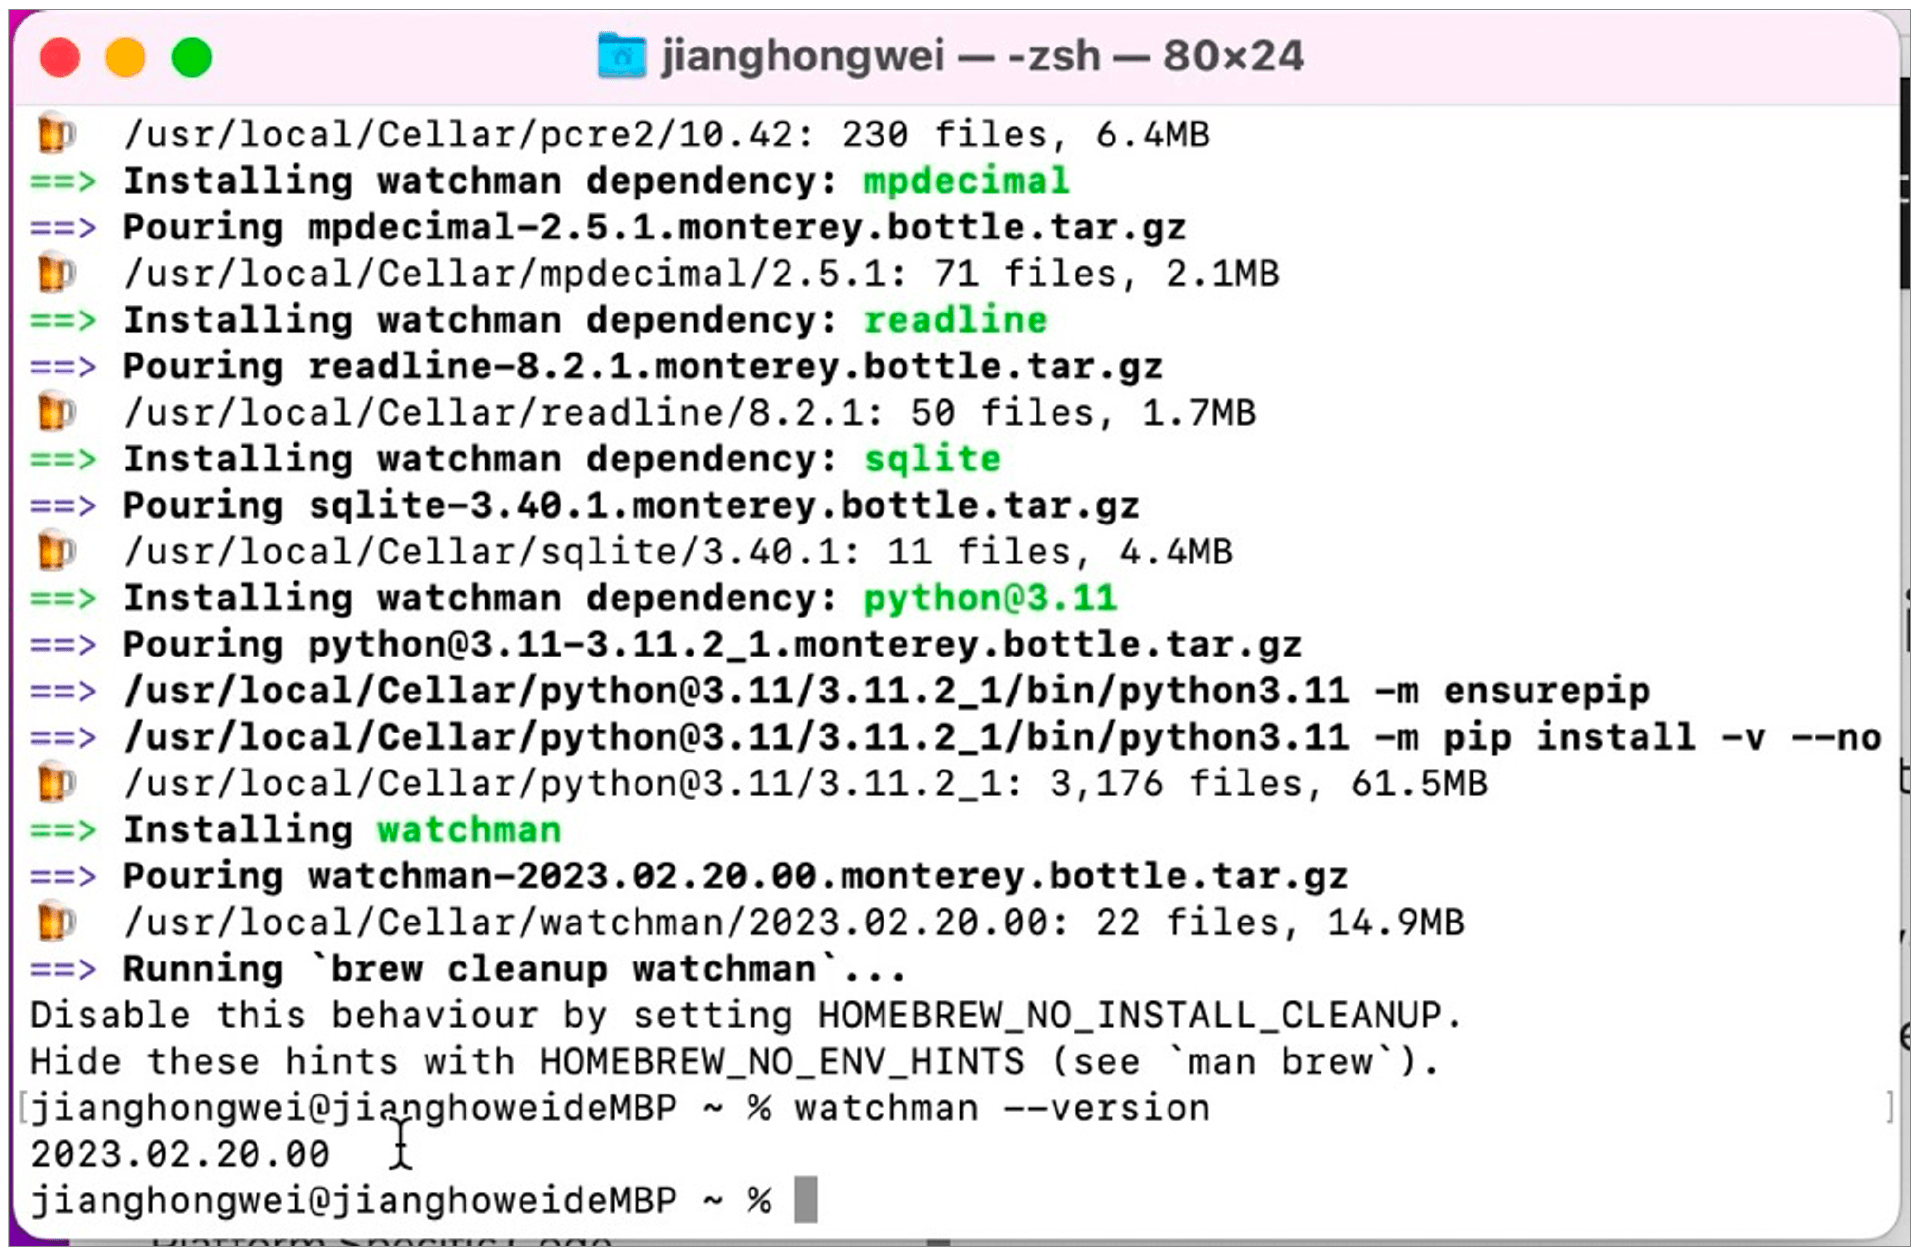 jianghongwei — -zsh — 80×24
/usr/local/Cellar/pcre2/10.42: 230 files, 6.4MB
==> Installing watchman dependency: mpdecimal
==> Pouring mpdecimal-2.5.1.monterey.bottle.tar.gz
/usr/local/Cellar/mpdecimal/2.5.1: 71 files, 2.1MB
==> Installing watchman dependency: readline
==> Pouring readline-8.2.1.monterey.bottle.tar.gz
/usr/local/Cellar/readline/8.2.1: 50 files, 1.7MB
==> Installing watchman dependency: sqlite
==> Pouring sqlite-3.40.1.monterey.bottle.tar.gz
/usr/local/Cellar/sqlite/3.40.1: 11 files, 4.4MB
==> Installing watchman dependency: python@3.11
==> Pouring python@3.11-3.11.2_1.monterey.bottle.tar.gz
==> /usr/local/Cellar/python@3.11/3.11.2_1/bin/python3.11 -m ensurepip
==> /usr/local/Cellar/python@3.11/3.11.2_1/bin/python3.11 -m pip install -v --no
/usr/local/Cellar/python@3.11/3.11.2_1: 3,176 files, 61.5MB
==> Installing watchman
==> Pouring watchman-2023.02.20.00.monterey.bottle.tar.gz
/usr/local/Cellar/watchman/2023.02.20.00: 22 files, 14.9MB
==> Running `brew cleanup watchman`...
Disable this behaviour by setting HOMEBREW_NO_INSTALL_CLEANUP.
Hide these hints with HOMEBREW_NO_ENV_HINTS (see `man brew`).
[jianghongwei@jianghoweideMBP ~ % watchman --version ]
2023.02.20.00
jianghongwei@jianghoweideMBP ~ %